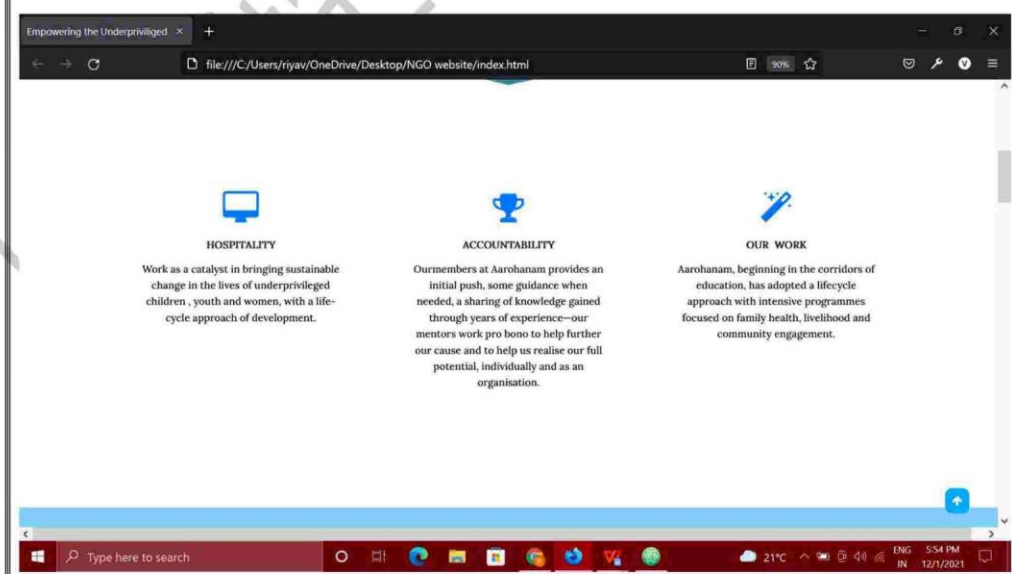 Empowering the Underpriviliged
file:///C:/Users/riyav/OneDrive/Desktop/NGO website/index.html
90%
HOSPITALITY
Work as a catalyst in bringing sustainable
change in the lives of underprivileged
children , youth and women, with a life-
cycle approach of development.
ACCOUNTABILITY
Ourmembers at Aarohanam provides an
initial push, some guidance when
needed, a sharing of knowledge gained
through years of experience—our
mentors work pro bono to help further
our cause and to help us realise our full
potential, individually and as an
organisation.
OUR WORK
Aarohanam, beginning in the corridors of
education, has adopted a lifecycle
approach with intensive programmes
focused on family health, livelihood and
community engagement.
Type here to search
21°C
ENG
IN
5:54 PM
12/1/2021